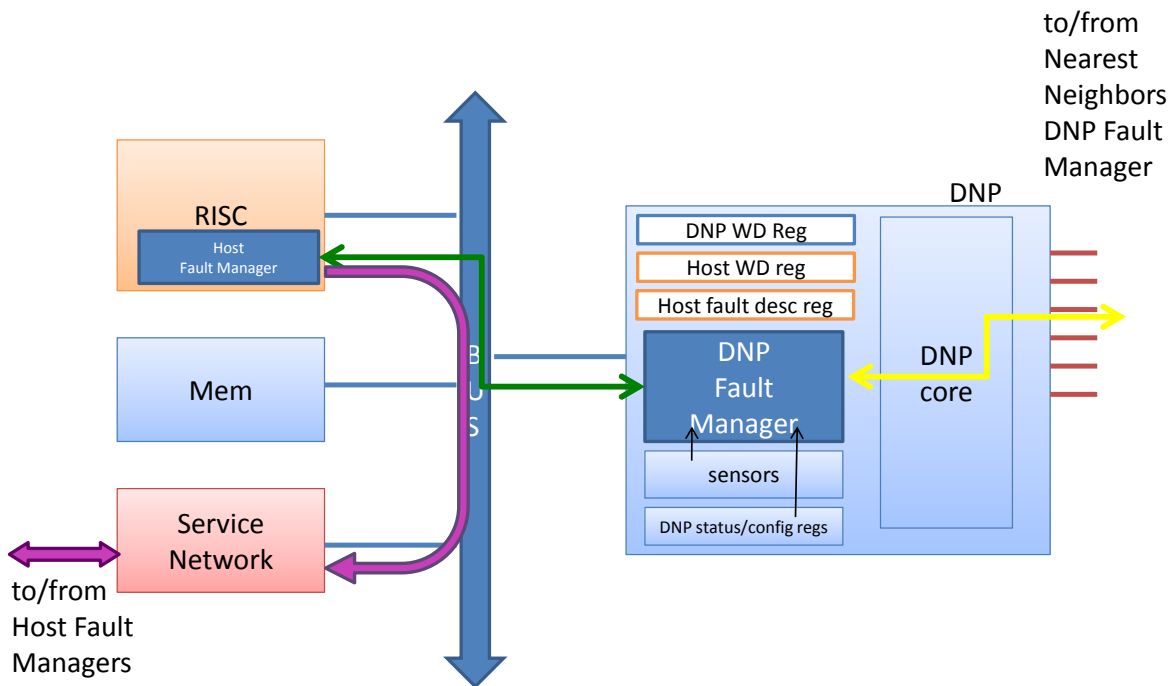 to/from
Nearest
Neighbors
DNP Fault
Manager
DNP
RISC
Host
Fault Manager
Mem
Service
Network
to/from
Host Fault
Managers
B
U
S
DNP WD Reg
Host WD reg
Host fault desc reg
DNP
Fault
Manager
sensors
DNP status/config regs
DNP
core